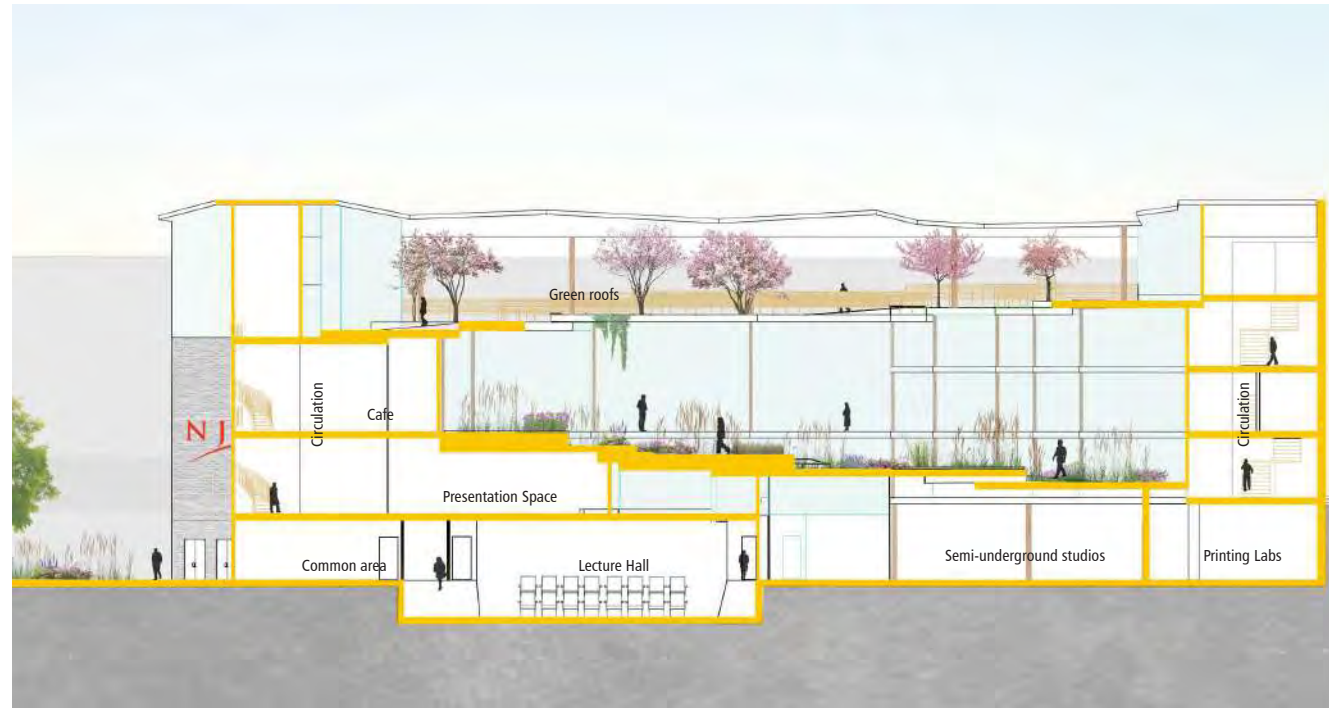 Green roofs
Circulation
Cafe
Circulation
NJ
Presentation Space
Common area
Lecture Hall
Semi-underground studios
Printing Labs